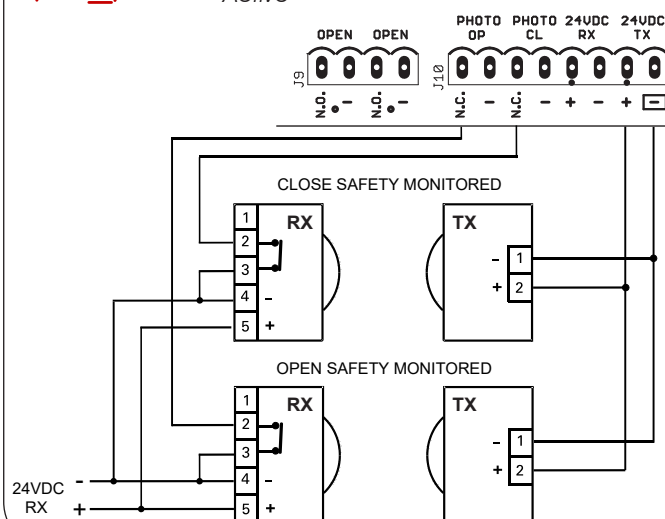 PHOTO PHOTO 24VDC 24VDC
OPEN OPEN OP CL RX TX
J9 J10
N.O. - N.O. - N.C. - N.C. - + - + -
CLOSE SAFETY MONITORED
1 RX TX
2
3 - 1
4 - + 2
5 +
OPEN SAFETY MONITORED
1 RX TX
2
3 - 1
24VDC - 4 - + 2
RX + 5 +